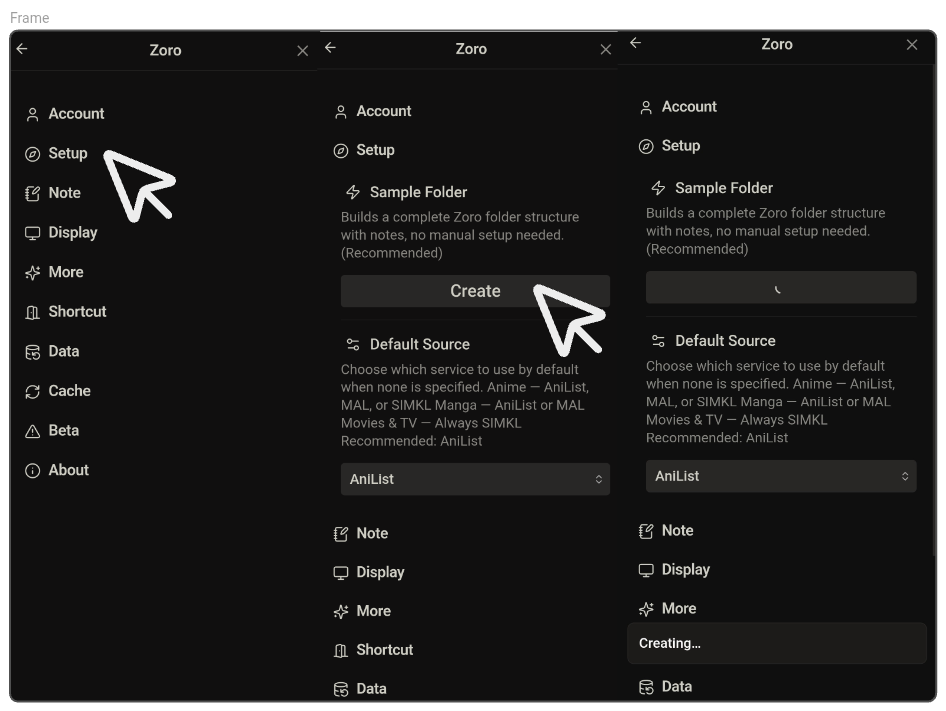 Frame
Zoro
Account
Setup
Note
Display
More
Shortcut
Data
Cache
Beta
About
Zoro
Account
Setup
Sample Folder
Builds a complete Zoro folder structure
with notes, no manual setup needed.
(Recommended)
Create
Default Source
Choose which service to use by default
when none is specified. Anime — AniList,
MAL, or SIMKL Manga — AniList or MAL
Movies & TV — Always SIMKL
Recommended: AniList
AniList
Note
Display
More
Shortcut
Data
Zoro
Account
Setup
Sample Folder
Builds a complete Zoro folder structure
with notes, no manual setup needed.
(Recommended)
Default Source
Choose which service to use by default
when none is specified. Anime — AniList,
MAL, or SIMKL Manga — AniList or MAL
Movies & TV — Always SIMKL
Recommended: AniList
AniList
Note
Display
More
Creating...
Data